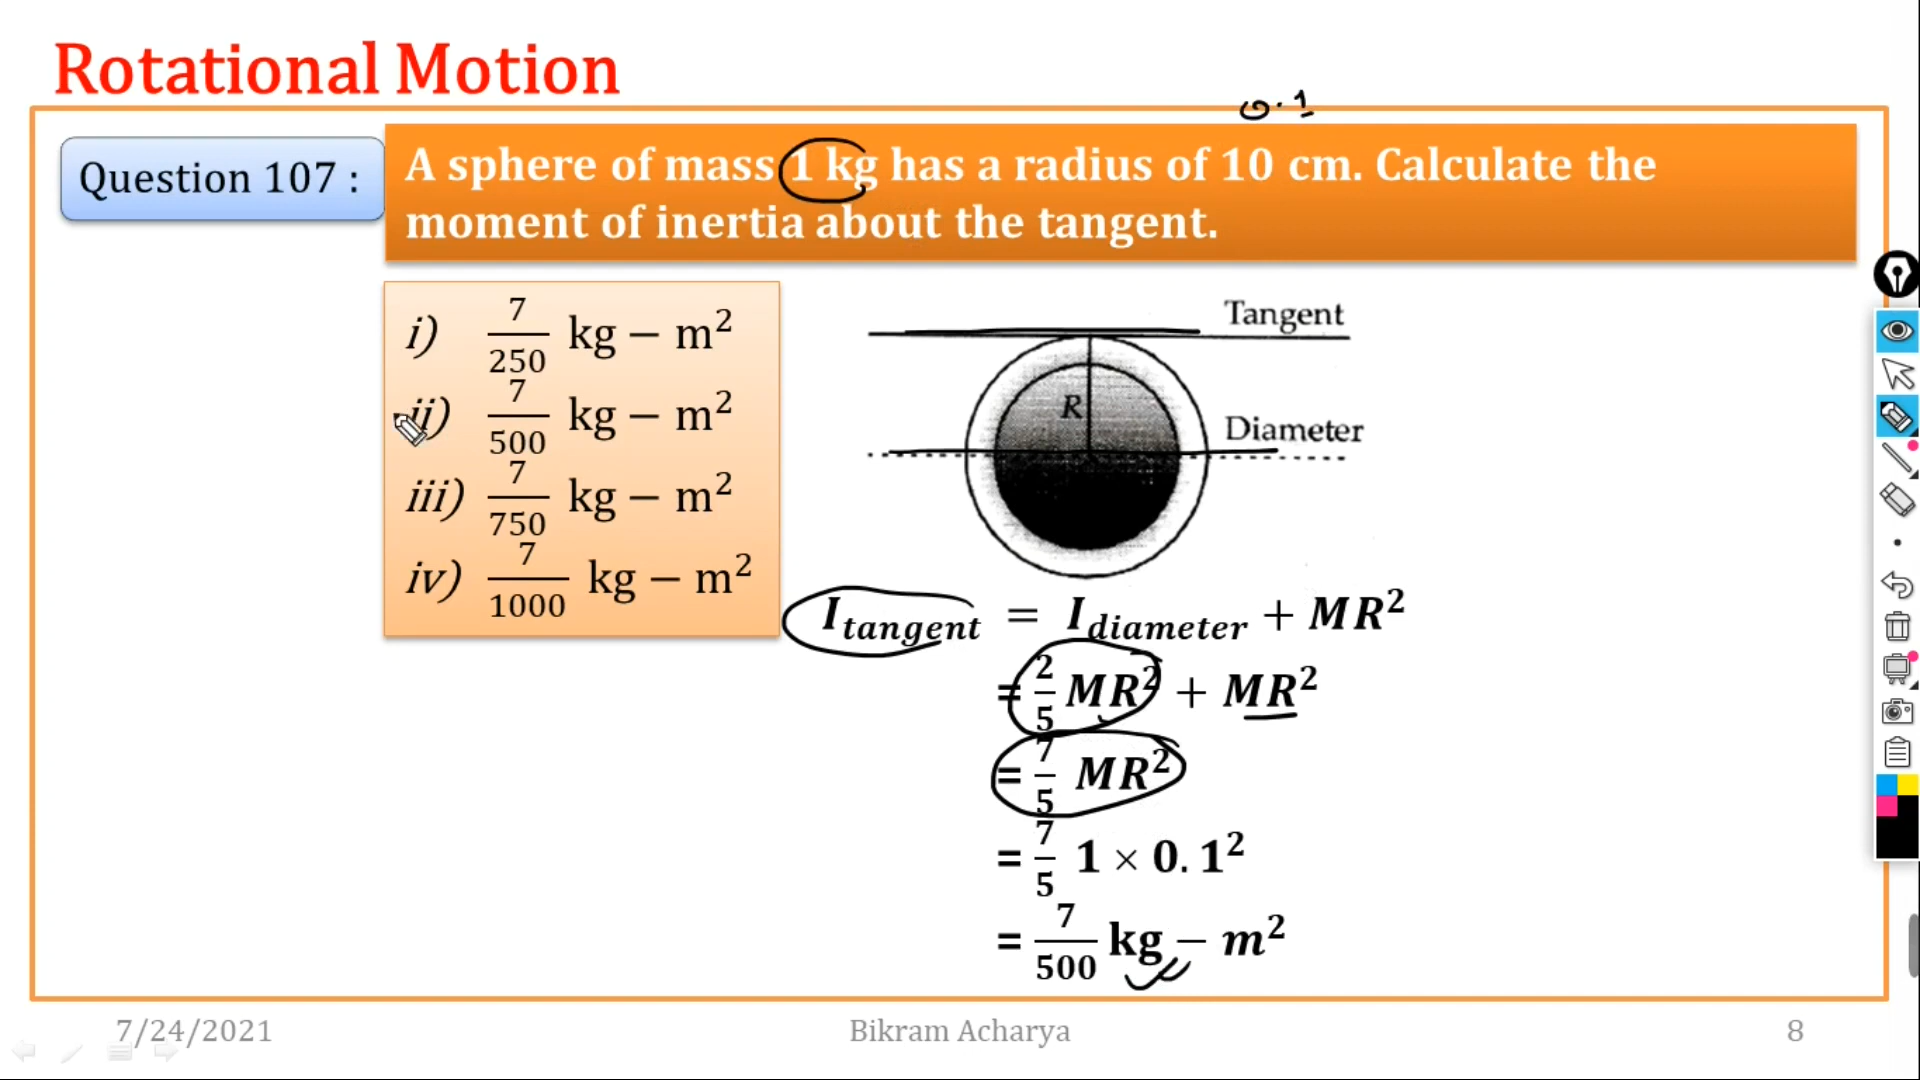 Rotational Motion
0.1
Question 107 :
A sphere of mass 1 kg has a radius of 10 cm. Calculate the
moment of inertia about the tangent.
i) 7/250 kg − m²
ii) 7/500 kg − m²
iii) 7/750 kg − m²
iv) 7/1000 kg − m²
Tangent
R
Diameter
I_tangent = I_diameter + MR²
= 2/5 MR² + MR²
= 7/5 MR²
= 7/5 1 × 0.1²
= 7/500 kg − m²
7/24/2021
Bikram Acharya
8